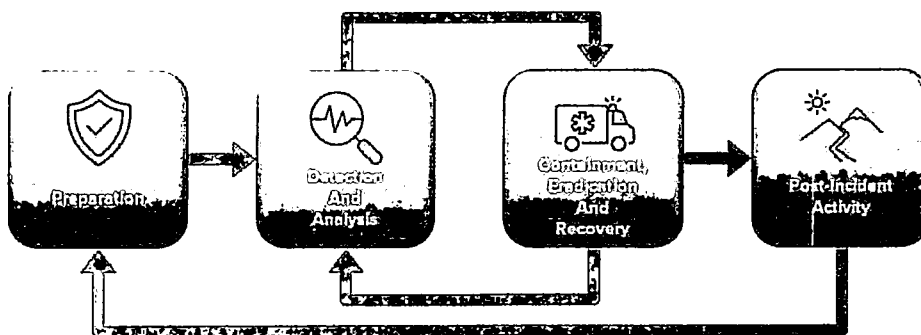 Preparation
Detection
And
Analysis
Containment,
Eradication
And
Recovery
Post-Incident
Activity